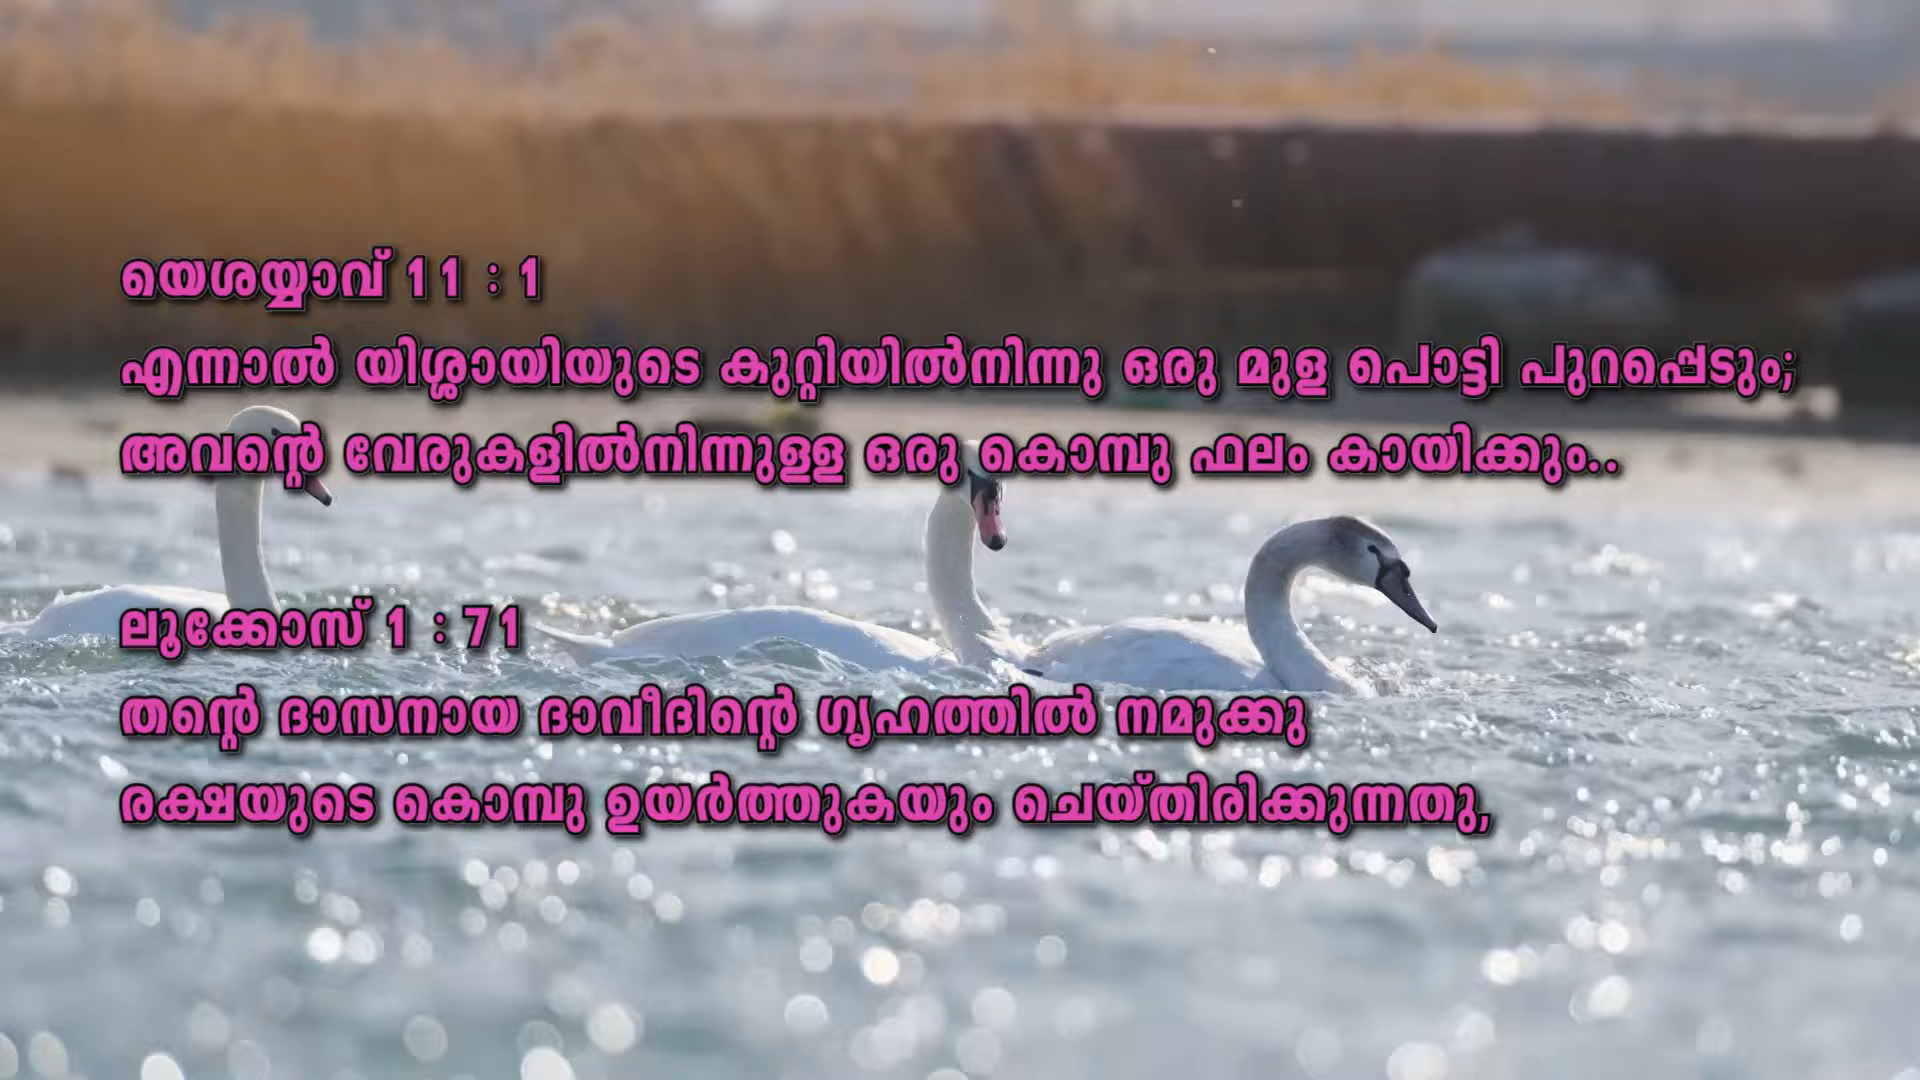 യെശയ്യാവ് 11 : 1
എന്നാൽ യിശ്ശായിയുടെ കുറ്റിയിൽനിന്നു ഒരു മുള പൊട്ടി പുറപ്പെടും;
അവന്റെ വേരുകളിൽനിന്നുളള ഒരു കൊമ്പു ഫലം കായിക്കും..
ലൂക്കോസ് 1 : 71
തന്റെ ദാസനായ ദാവീദിന്റെ ഗൃഹത്തിൽ നമുക്കു
രക്ഷയുടെ കൊമ്പു ഉയർത്തുകയും ചെയ്തിരിക്കുന്നതു,